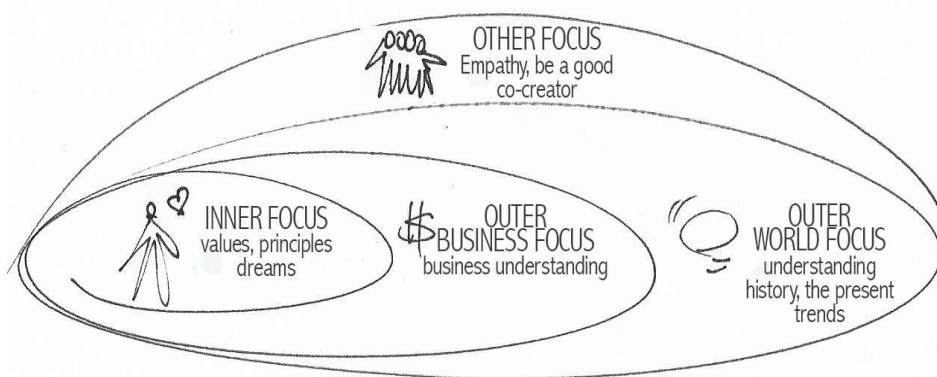 OTHER FOCUS
Empathy, be a good
co-creator
INNER FOCUS
values, principles
dreams
$
OUTER
BUSINESS FOCUS
business understanding
OUTER
WORLD FOCUS
understanding
history, the present
trends